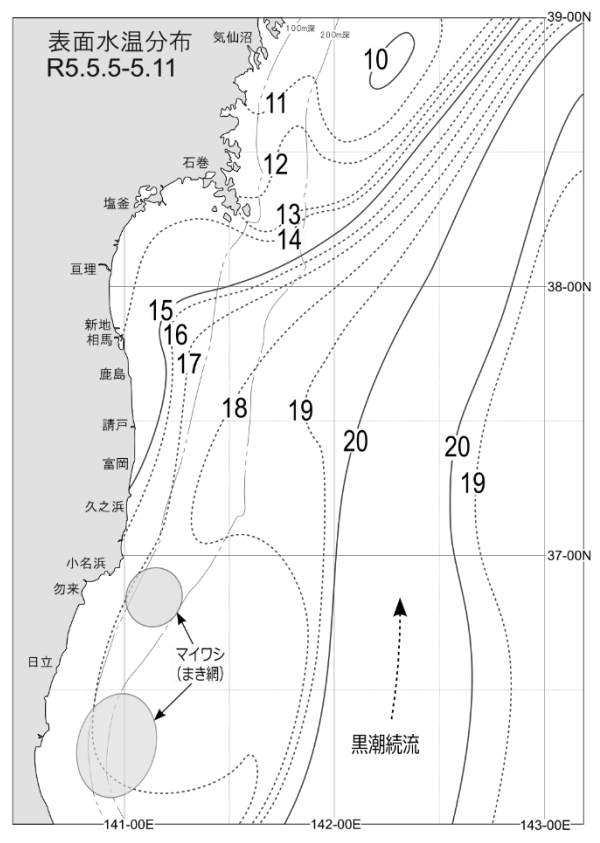 表面水温分布
R5.5.5-5.11
気仙沼
100m深
200m深
39-00N
10
11
12
石巻
塩釜
13
14
亘理
38-00N
15
16
17
新地
相馬
鹿島
18
19
20
20
19
請戸
富岡
久之浜
37-00N
小名浜
勿来
マイワシ
(まき網)
日立
黒潮続流
141-00E
142-00E
143-00E